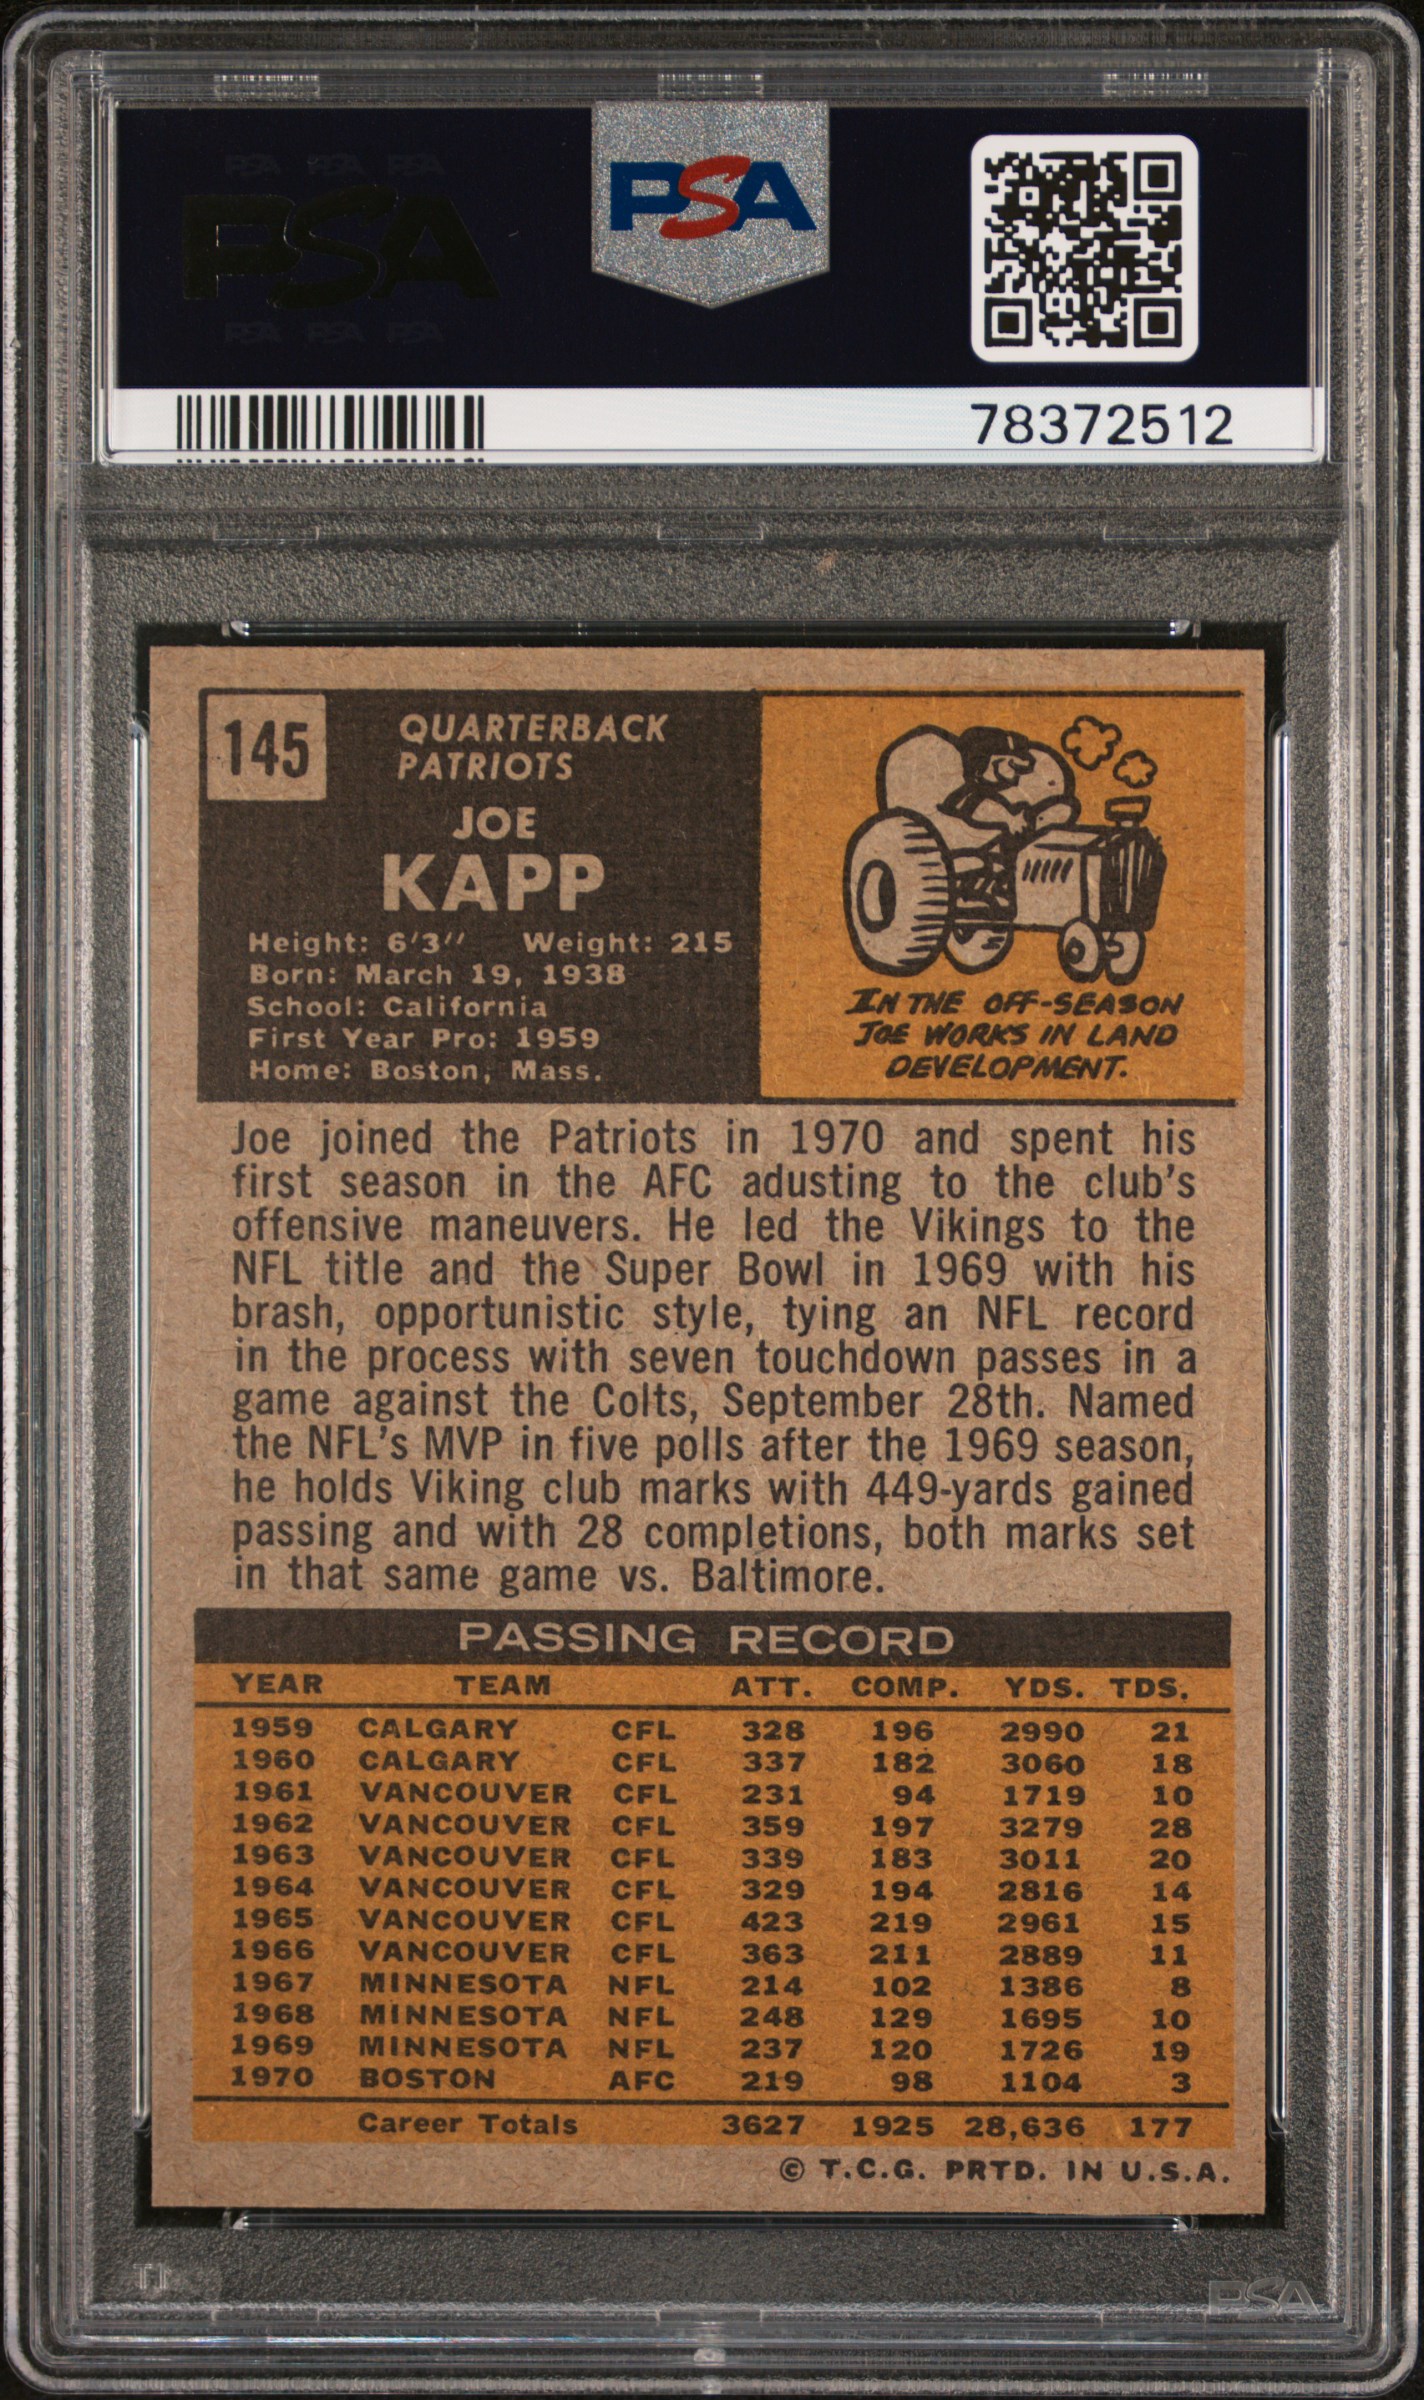 PSA PSA PSA
PSA
PSA PSA PSA
PSA
78372512
145
QUARTERBACK
PATRIOTS
JOE
KAPP
Height: 6'3'' Weight: 215
Born: March 19, 1938
School: California
First Year Pro: 1959
Home: Boston, Mass.
IN THE OFF-SEASON
JOE WORKS IN LAND
DEVELOPMENT.
Joe joined the Patriots in 1970 and spent his
first season in the AFC adusting to the club's
offensive maneuvers. He led the Vikings to the
NFL title and the Super Bowl in 1969 with his
brash, opportunistic style, tying an NFL record
in the process with seven touchdown passes in a
game against the Colts, September 28th. Named
the NFL's MVP in five polls after the 1969 season,
he holds Viking club marks with 449-yards gained
passing and with 28 completions, both marks set
in that same game vs. Baltimore.
PASSING RECORD
YEAR TEAM ATT. COMP. YDS. TDS.
1959 CALGARY CFL 328 196 2990 21
1960 CALGARY CFL 337 182 3060 18
1961 VANCOUVER CFL 231 94 1719 10
1962 VANCOUVER CFL 359 197 3279 28
1963 VANCOUVER CFL 339 183 3011 20
1964 VANCOUVER CFL 329 194 2816 14
1965 VANCOUVER CFL 423 219 2961 15
1966 VANCOUVER CFL 363 211 2889 11
1967 MINNESOTA NFL 214 102 1386 8
1968 MINNESOTA NFL 248 129 1695 10
1969 MINNESOTA NFL 237 120 1726 19
1970 BOSTON AFC 219 98 1104 3
Career Totals 3627 1925 28,636 177
© T.C.G. PRTD. IN U.S.A.
PSA